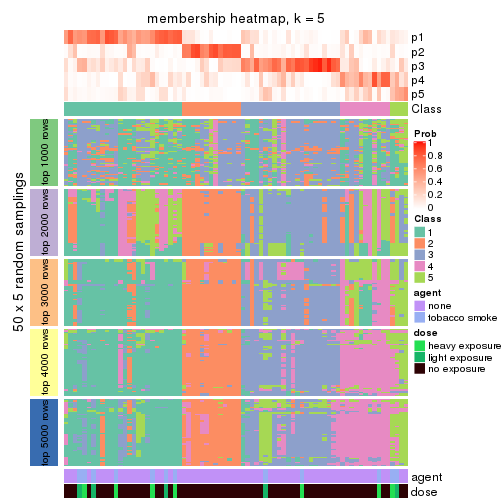 membership heatmap, k = 5
p1
p2
p3
p4
p5
Class
50 x 5 random samplings
top 1000 rows
top 2000 rows
top 3000 rows
top 4000 rows
top 5000 rows
agent
dose
Prob
1
0.8
0.6
0.4
0.2
0
Class
1
2
3
4
5
agent
none
tobacco smoke
dose
heavy exposure
light exposure
no exposure